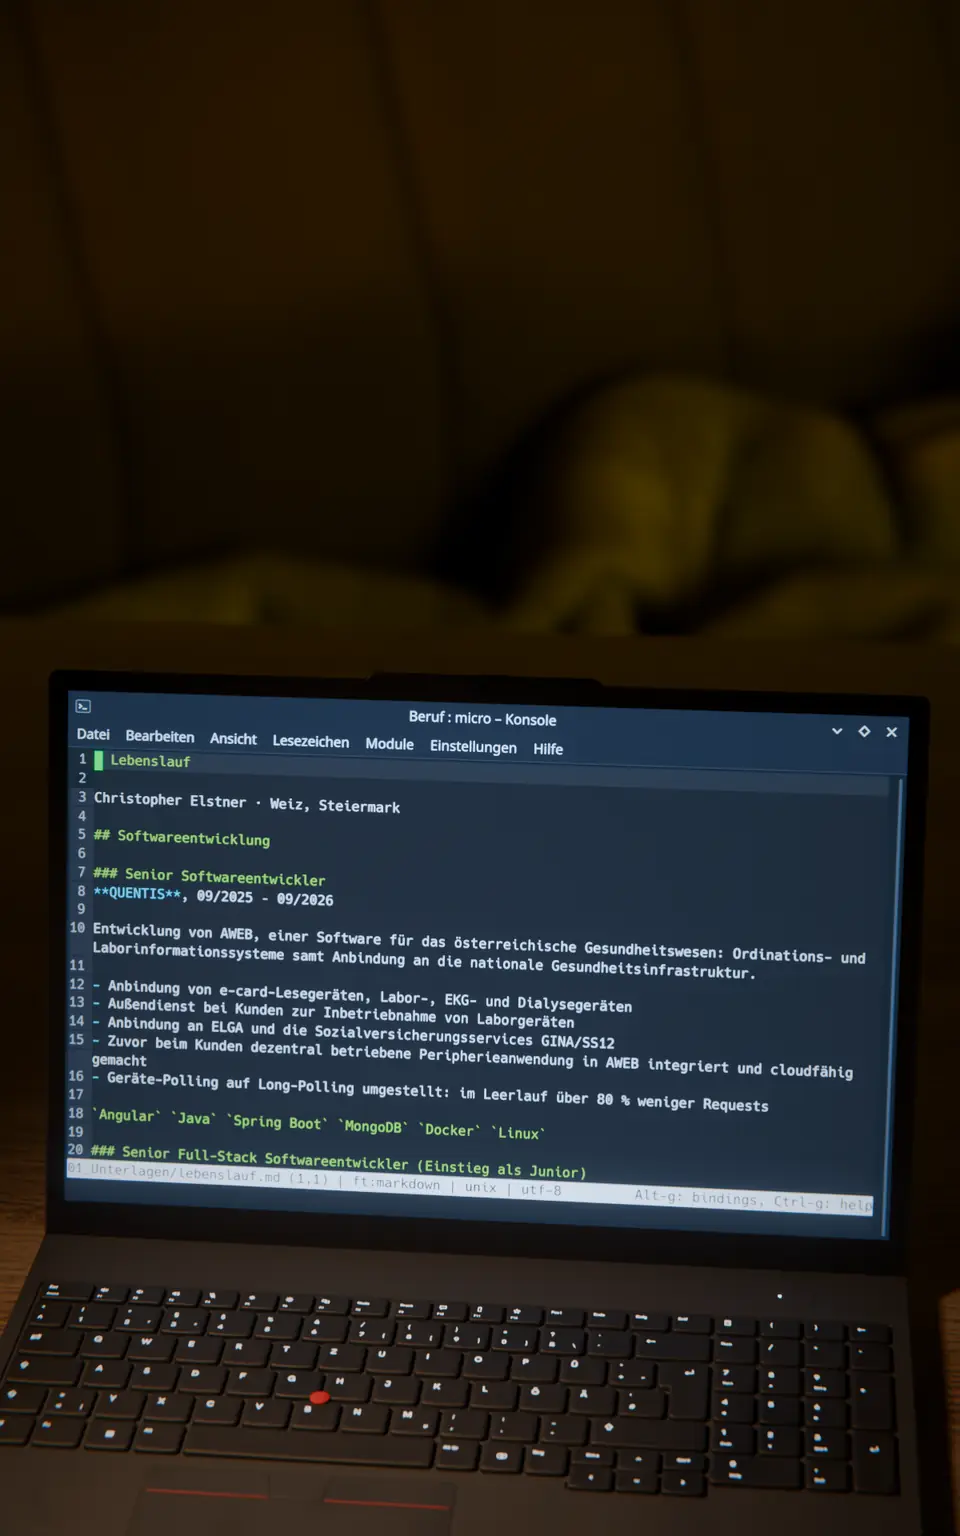 Beruf : micro – Konsole
Datei Bearbeiten Ansicht Lesezeichen Module Einstellungen Hilfe
1 Lebenslauf
2
3 Christopher Elstner · Weiz, Steiermark
4
5 ## Softwareentwicklung
6
7 ### Senior Softwareentwickler
8 **QUENTIS**, 09/2025 - 09/2026
9
10 Entwicklung von AWEB, einer Software für das österreichische Gesundheitswesen: Ordinations- und
Laborinformationssysteme samt Anbindung an die nationale Gesundheitsinfrastruktur.
11
12 - Anbindung von e-card-Lesegeräten, Labor-, EKG- und Dialysegeräten
13 - Außendienst bei Kunden zur Inbetriebnahme von Laborgeräten
14 - Anbindung an ELGA und die Sozialversicherungsservices GINA/SS12
15 - Zuvor beim Kunden dezentral betriebene Peripherieanwendung in AWEB integriert und cloudfähig
gemacht
16 - Geräte-Polling auf Long-Polling umgestellt: im Leerlauf über 80 % weniger Requests
17
18 `Angular` `Java` `Spring Boot` `MongoDB` `Docker` `Linux`
19
20 ### Senior Full-Stack Softwareentwickler (Einstieg als Junior)
01_Unterlagen/lebenslauf.md (1,1) | ft:markdown | unix | utf-8 Alt-g: bindings, Ctrl-g: help
Q W E R T Z U I O P Ü
A S D F G H J K L Ö Ä
Y X C V B N M